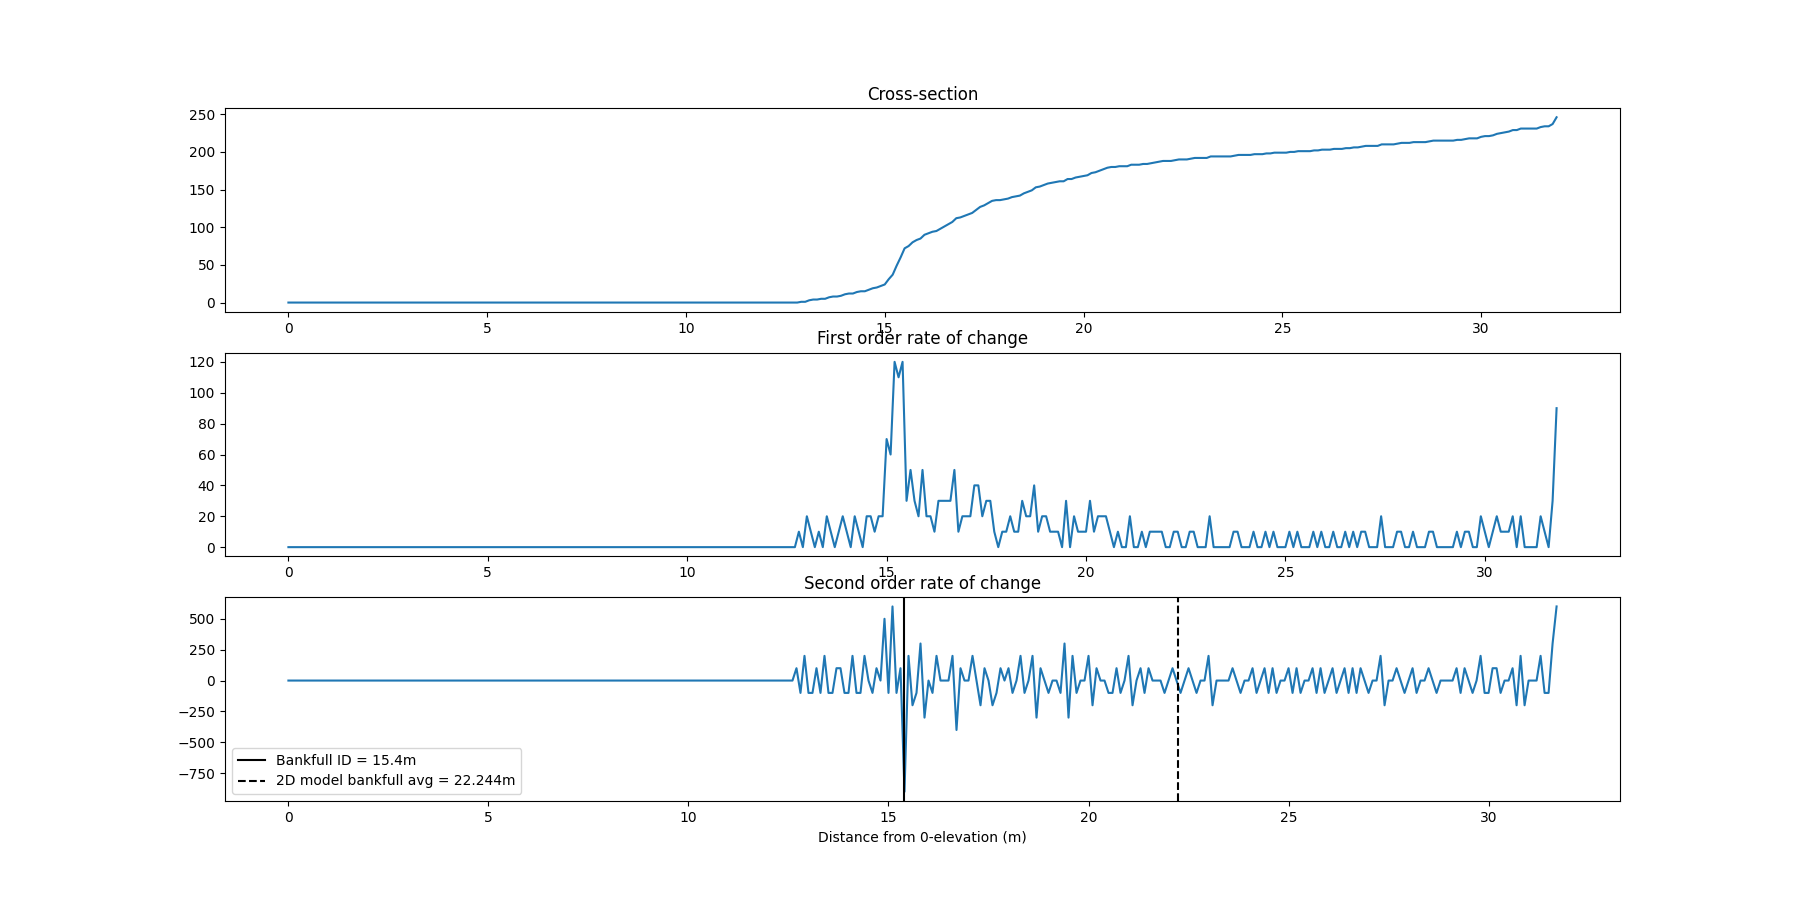 Cross-section
250
200
150
100
50
0
0 5 10 15 20 25 30
First order rate of change
120
100
80
60
40
20
0
0 5 10 15 20 25 30
Second order rate of change
500
250
0
−250
−500
−750
Bankfull ID = 15.4m
2D model bankfull avg = 22.244m
0 5 10 15 20 25 30
Distance from 0-elevation (m)